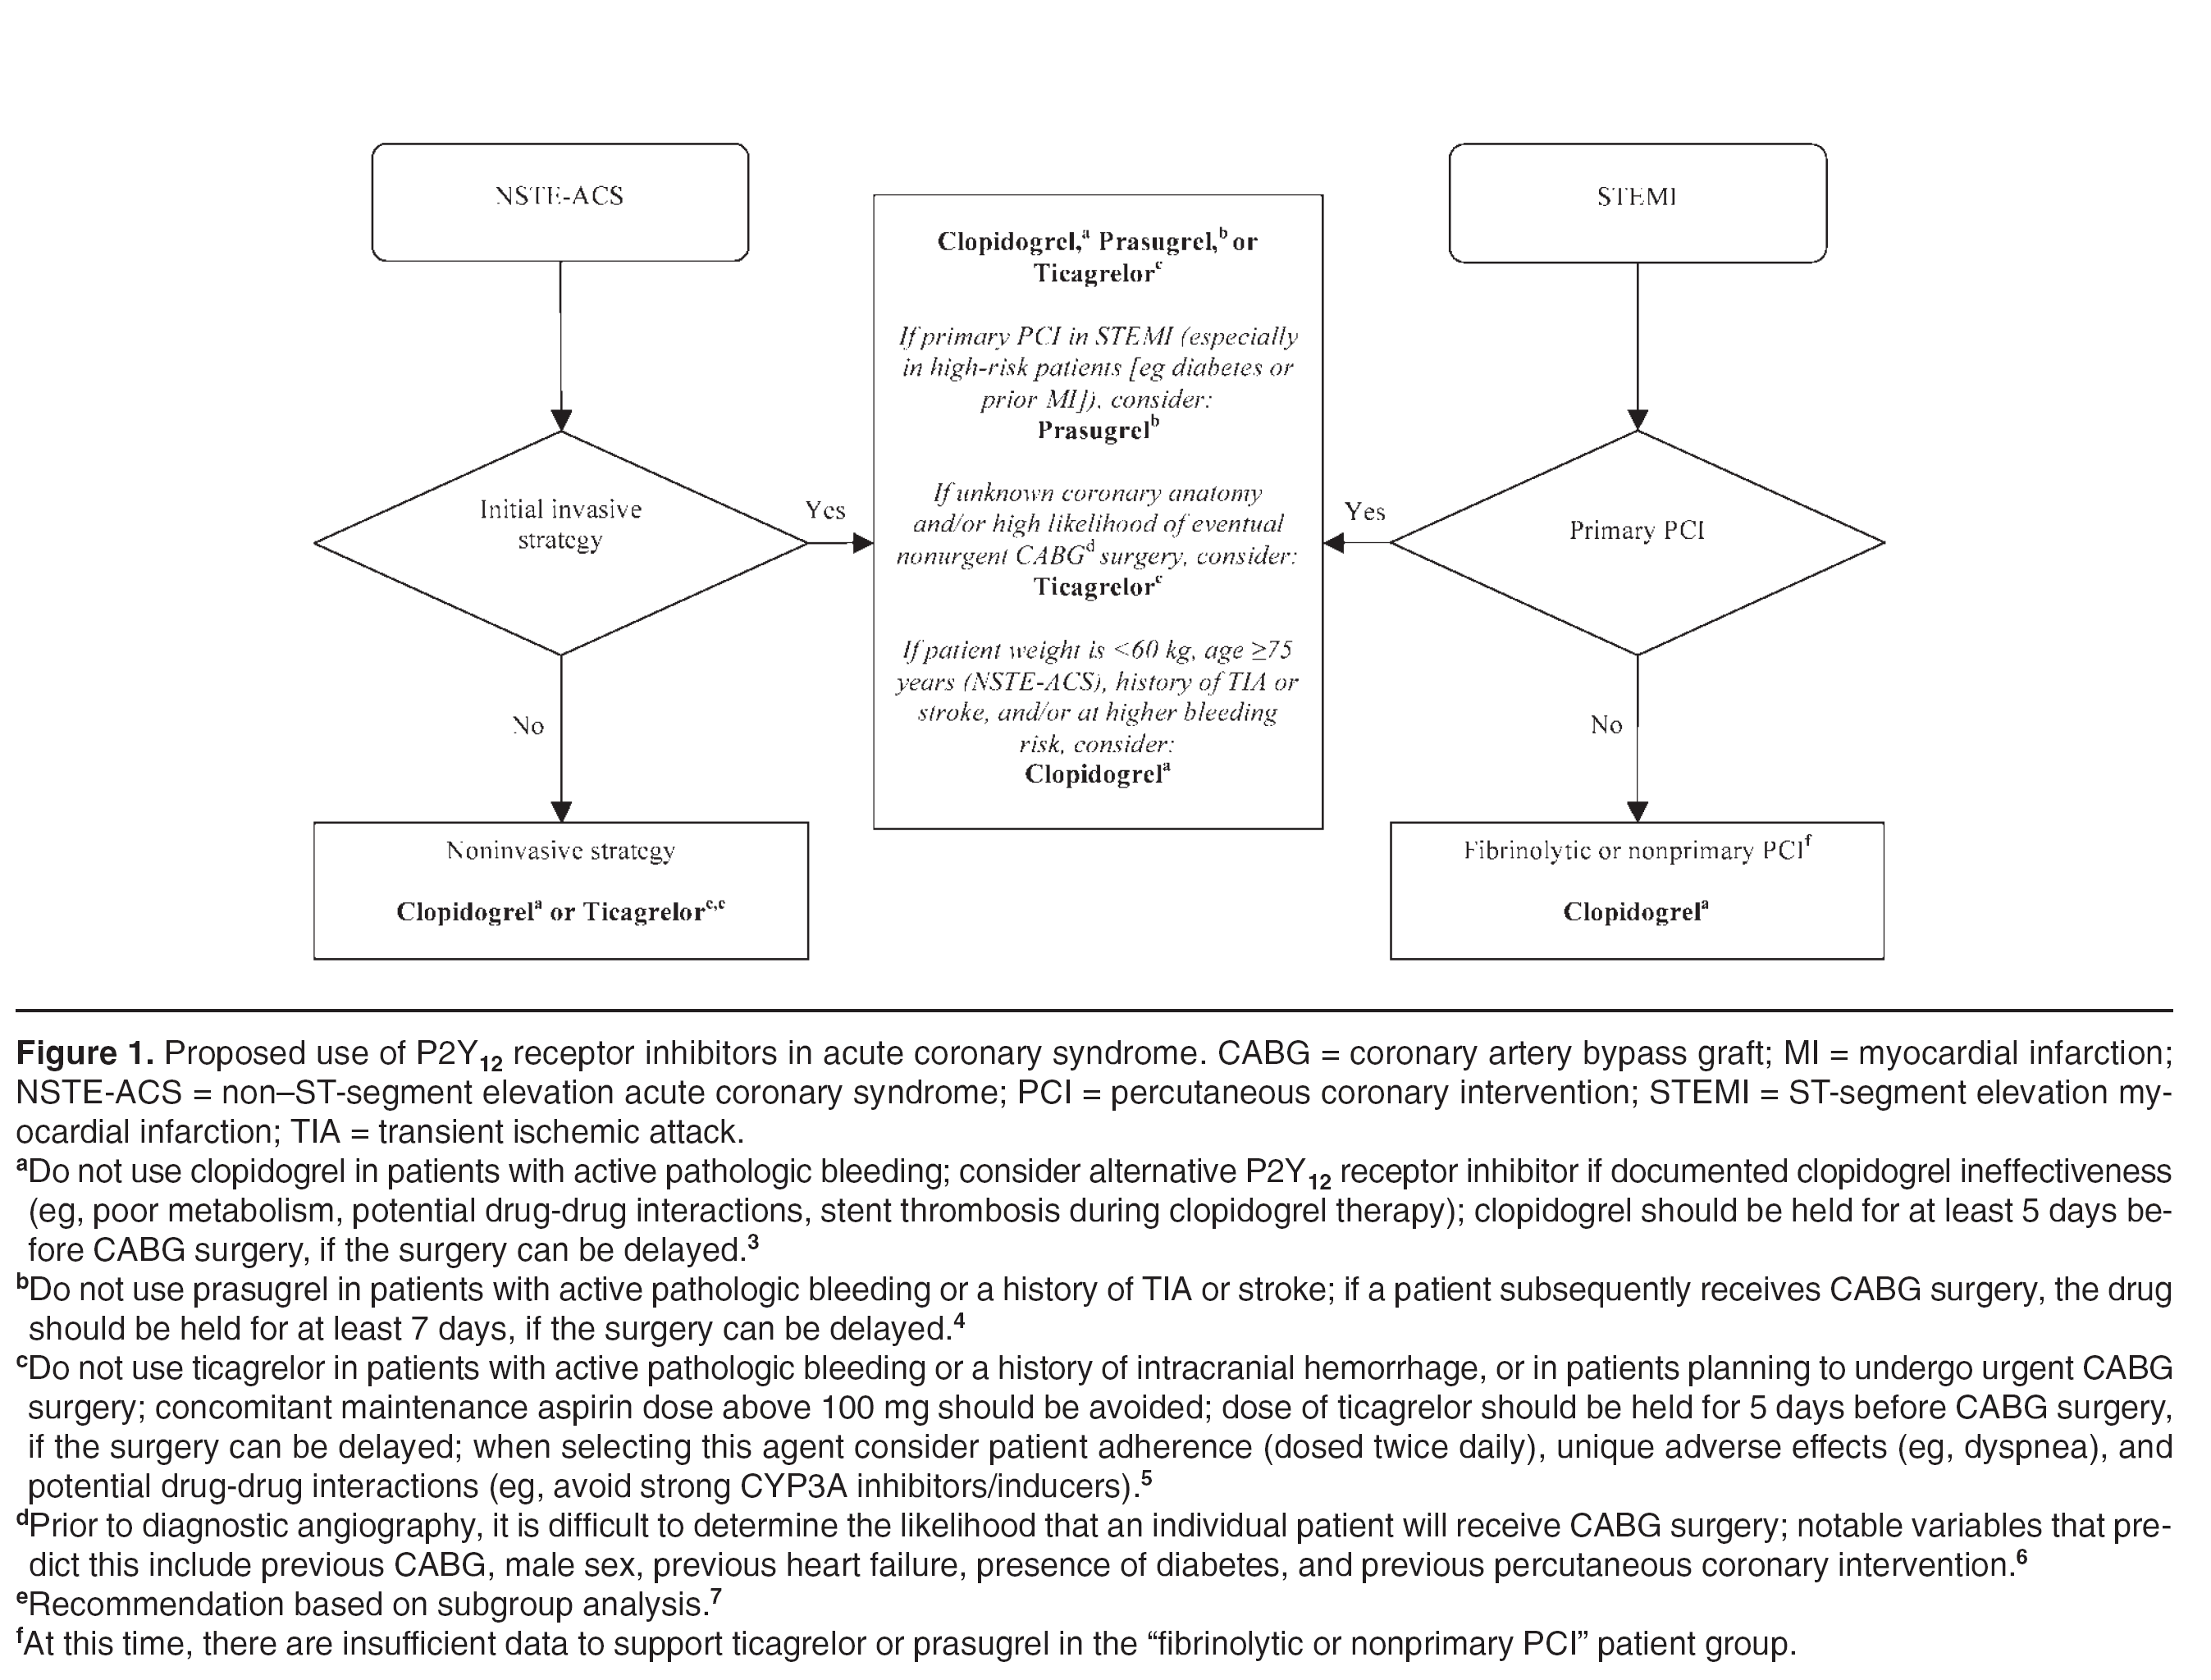 NSTE-ACS
STEMI
Clopidogrel,ᵃ Prasugrel,ᵇ or
Ticagrelorᶜ
If primary PCI in STEMI (especially
in high-risk patients [eg diabetes or
prior MI]), consider:
Prasugrelᵇ
If unknown coronary anatomy
and/or high likelihood of eventual
nonurgent CABGᵈ surgery, consider:
Ticagrelorᶜ
If patient weight is <60 kg, age ≥75
years (NSTE-ACS), history of TIA or
stroke, and/or at higher bleeding
risk, consider:
Clopidogrelᵃ
Initial invasive
strategy
Yes
Yes
Primary PCI
No
No
Noninvasive strategy
Clopidogrelᵃ or Ticagrelorᶜ,ᵉ
Fibrinolytic or nonprimary PCIᶠ
Clopidogrelᵃ
Figure 1. Proposed use of P2Y₁₂ receptor inhibitors in acute coronary syndrome. CABG = coronary artery bypass graft; MI = myocardial infarction;
NSTE-ACS = non–ST-segment elevation acute coronary syndrome; PCI = percutaneous coronary intervention; STEMI = ST-segment elevation my-
ocardial infarction; TIA = transient ischemic attack.
ᵃDo not use clopidogrel in patients with active pathologic bleeding; consider alternative P2Y₁₂ receptor inhibitor if documented clopidogrel ineffectiveness
(eg, poor metabolism, potential drug-drug interactions, stent thrombosis during clopidogrel therapy); clopidogrel should be held for at least 5 days be-
fore CABG surgery, if the surgery can be delayed.³
ᵇDo not use prasugrel in patients with active pathologic bleeding or a history of TIA or stroke; if a patient subsequently receives CABG surgery, the drug
should be held for at least 7 days, if the surgery can be delayed.⁴
ᶜDo not use ticagrelor in patients with active pathologic bleeding or a history of intracranial hemorrhage, or in patients planning to undergo urgent CABG
surgery; concomitant maintenance aspirin dose above 100 mg should be avoided; dose of ticagrelor should be held for 5 days before CABG surgery,
if the surgery can be delayed; when selecting this agent consider patient adherence (dosed twice daily), unique adverse effects (eg, dyspnea), and
potential drug-drug interactions (eg, avoid strong CYP3A inhibitors/inducers).⁵
ᵈPrior to diagnostic angiography, it is difficult to determine the likelihood that an individual patient will receive CABG surgery; notable variables that pre-
dict this include previous CABG, male sex, previous heart failure, presence of diabetes, and previous percutaneous coronary intervention.⁶
ᵉRecommendation based on subgroup analysis.⁷
ᶠAt this time, there are insufficient data to support ticagrelor or prasugrel in the “fibrinolytic or nonprimary PCI” patient group.